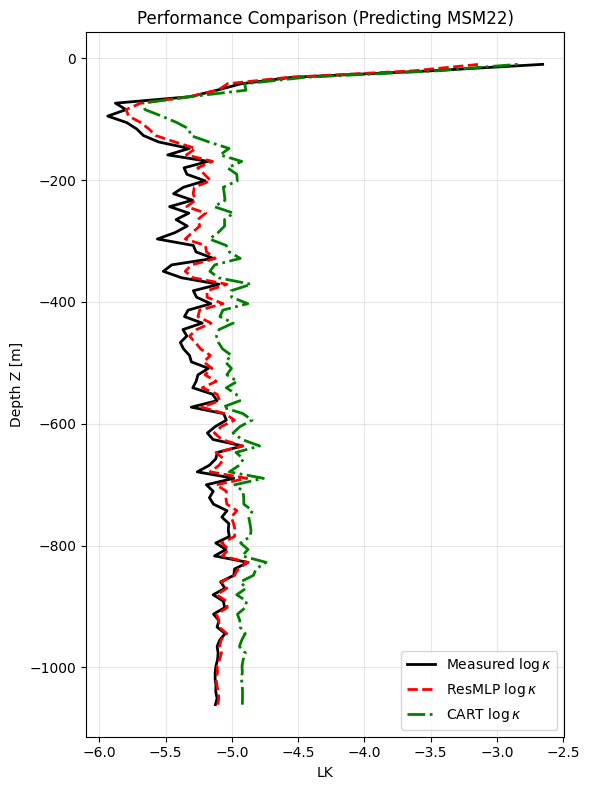 Performance Comparison (Predicting MSM22)
0
−200
−400
−600
−800
−1000
Depth Z [m]
Measured log κ
ResMLP log κ
CART log κ
−6.0 −5.5 −5.0 −4.5 −4.0 −3.5 −3.0 −2.5
LK